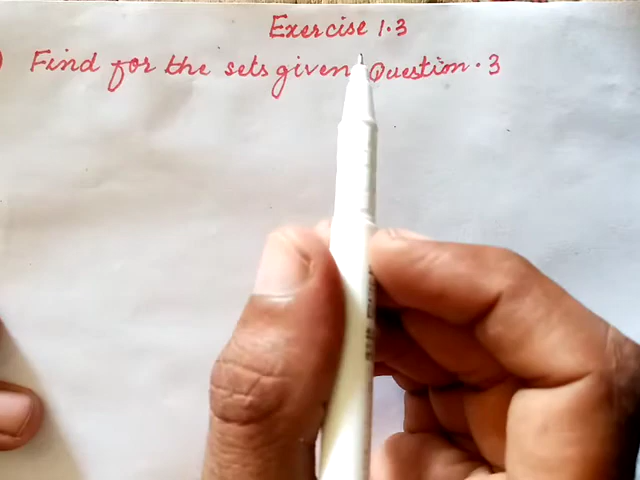 Exercise 1.3
) Find for the sets given Question.3